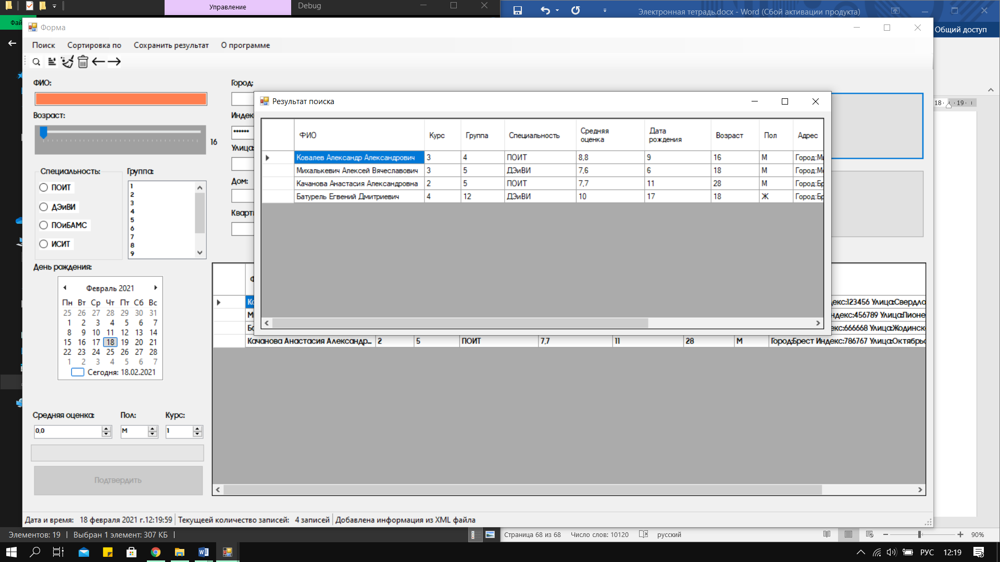 Управление
Debug
Электронная тетрадь.docx - Word (Сбой активации продукта)
Общий доступ
Форма
Поиск Сортировка по Сохранить результат О программе
ФИО:
Возраст:
16
Специальность:
ПОИТ
ДЭиВИ
ПОиБАМС
ИСИТ
Группа:
1
2
3
4
5
6
7
8
9
День рождения:
Февраль 2021
Пн Вт Ср Чт Пт Сб Вс
25 26 27 28 29 30 31
1 2 3 4 5 6 7
8 9 10 11 12 13 14
15 16 17 18 19 20 21
22 23 24 25 26 27 28
1 2 3 4 5 6 7
Сегодня: 18.02.2021
Средняя оценка: Пол: Курс:
0,0 М 1
Подтвердить
Город:
Улица:
Дом:
Результат поиска
ФИО Курс Группа Специальность Средняя оценка Дата рождения Возраст Пол Адрес
Ковалев Александр Александрович 3 4 ПОИТ 8,8 9 16 М Город:Ми
Михалькевич Алексей Вячеславович 3 5 ДЭиВИ 7,6 6 18 М Город:Мо
Качанова Анастасия Александровна 2 5 ПОИТ 7,7 11 28 М Город:Бр
Батурель Егвений Дмитриевич 4 12 ДЭиВИ 10 17 18 Ж Город:Бр
екс:123456 Улица:Свердло
ндекс:456789 Улица:Пионе
екс:666668 Улица:Жодинск
Качанова Анастасия Александр... 2 5 ПОИТ 7,7 11 28 М Город:Брест Индекс:786767 Улица:Октябрьс
Дата и время: 18 февраля 2021 г.12:19:59 Текущеей количество записей: 4 записей Добавлена информация из XML файла
Элементов: 19 Выбран 1 элемент: 307 КБ
Страница 68 из 68 Число слов: 10120 русский 90%
18 19
РУС 12:19